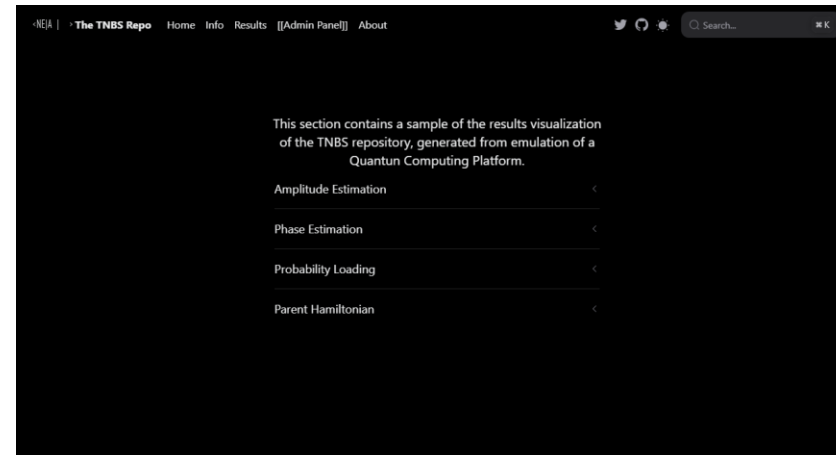 <NE|A | > The TNBS Repo Home Info Results [[Admin Panel]] About Search... ⌘K
This section contains a sample of the results visualization
of the TNBS repository, generated from emulation of a
Quantun Computing Platform.
Amplitude Estimation
Phase Estimation
Probability Loading
Parent Hamiltonian